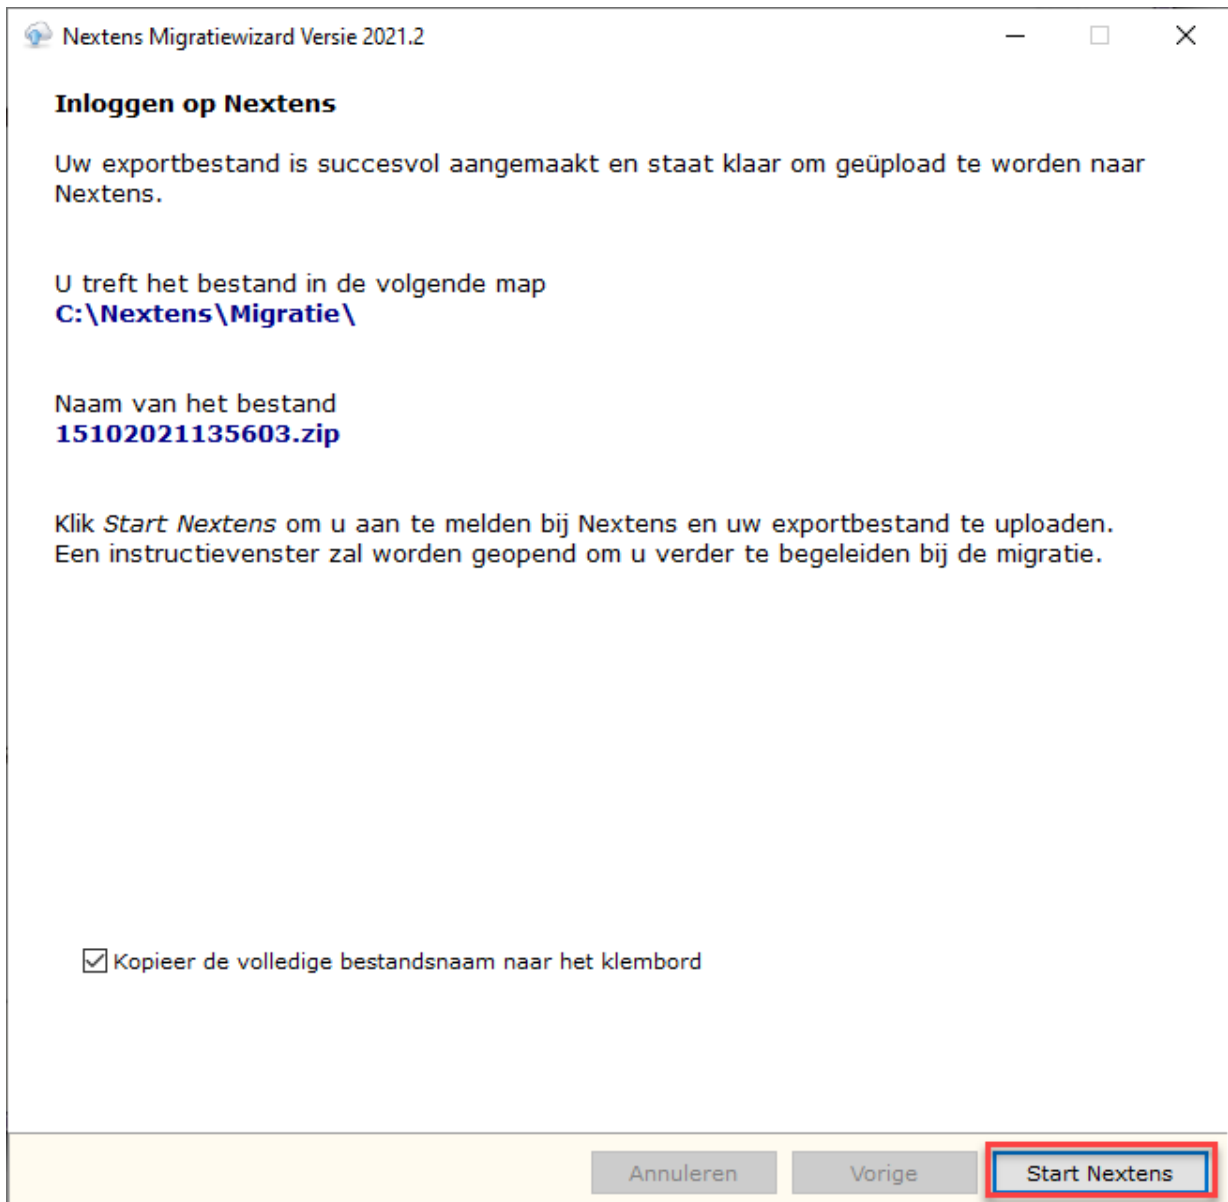 Nextens Migratiewizard Versie 2021.2
Inloggen op Nextens
Uw exportbestand is succesvol aangemaakt en staat klaar om geüpload te worden naar
Nextens.
U treft het bestand in de volgende map
C:\Nextens\Migratie\
Naam van het bestand
15102021135603.zip
Klik Start Nextens om u aan te melden bij Nextens en uw exportbestand te uploaden.
Een instructievenster zal worden geopend om u verder te begeleiden bij de migratie.
Kopieer de volledige bestandsnaam naar het klembord
Annuleren Vorige Start Nextens